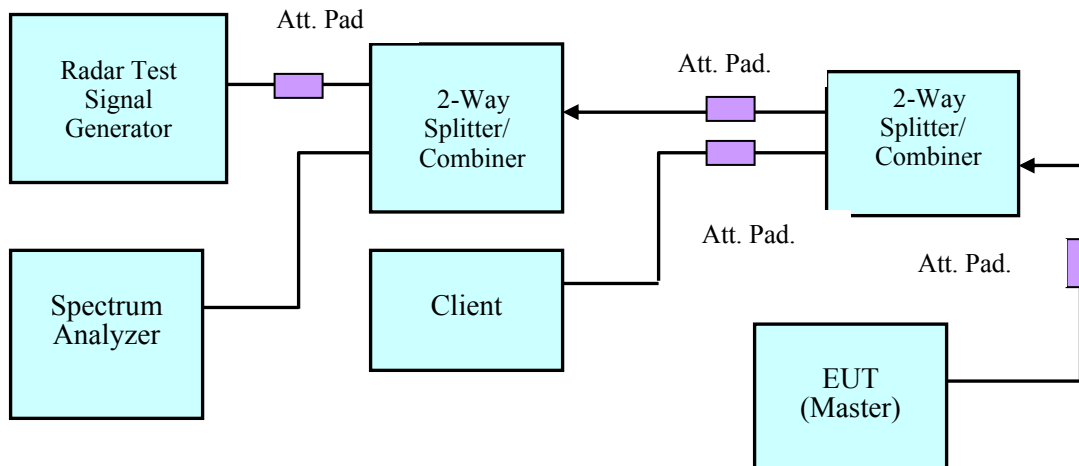 Att. Pad
Radar Test
Signal
Generator
2-Way
Splitter/
Combiner
Att. Pad.
2-Way
Splitter/
Combiner
Att. Pad.
Att. Pad.
Spectrum
Analyzer
Client
EUT
(Master)